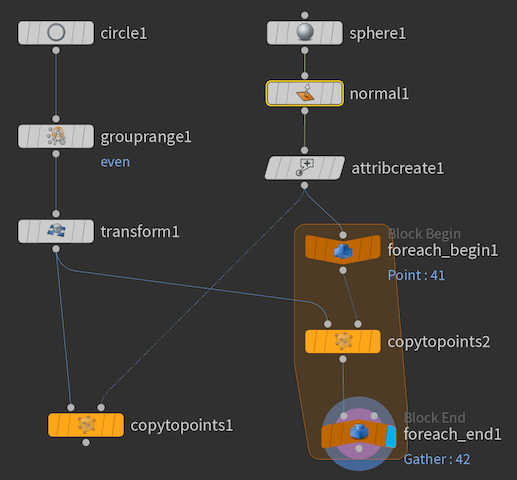 circle1
sphere1
normal1
grouprange1
even
attribcreate1
transform1
Block Begin
foreach_begin1
Point : 41
copytopoints2
copytopoints1
Block End
foreach_end1
Gather : 42